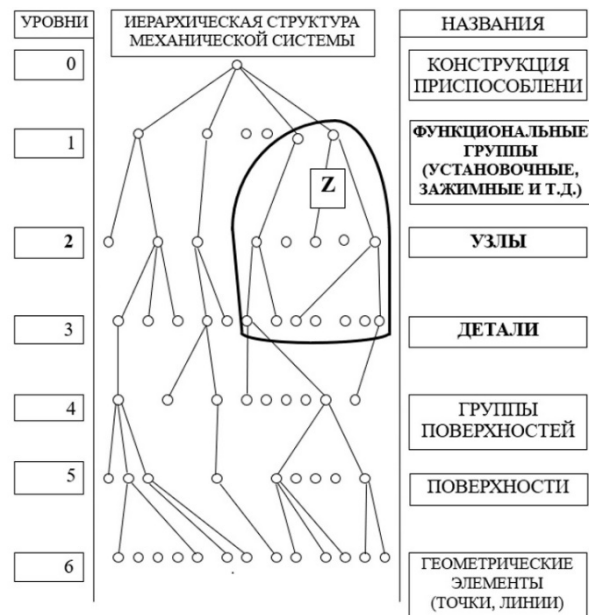 УРОВНИ
ИЕРАРХИЧЕСКАЯ СТРУКТУРА
МЕХАНИЧЕСКОЙ СИСТЕМЫ
НАЗВАНИЯ
0
КОНСТРУКЦИЯ
ПРИСПОСОБЛЕНИ
1
ФУНКЦИОНАЛЬНЫЕ
ГРУППЫ
(УСТАНОВОЧНЫЕ,
ЗАЖИМНЫЕ И Т.Д.)
Z
2
УЗЛЫ
3
ДЕТАЛИ
4
ГРУППЫ
ПОВЕРХНОСТЕЙ
5
ПОВЕРХНОСТИ
6
ГЕОМЕТРИЧЕСКИЕ
ЭЛЕМЕНТЫ
(ТОЧКИ, ЛИНИИ)